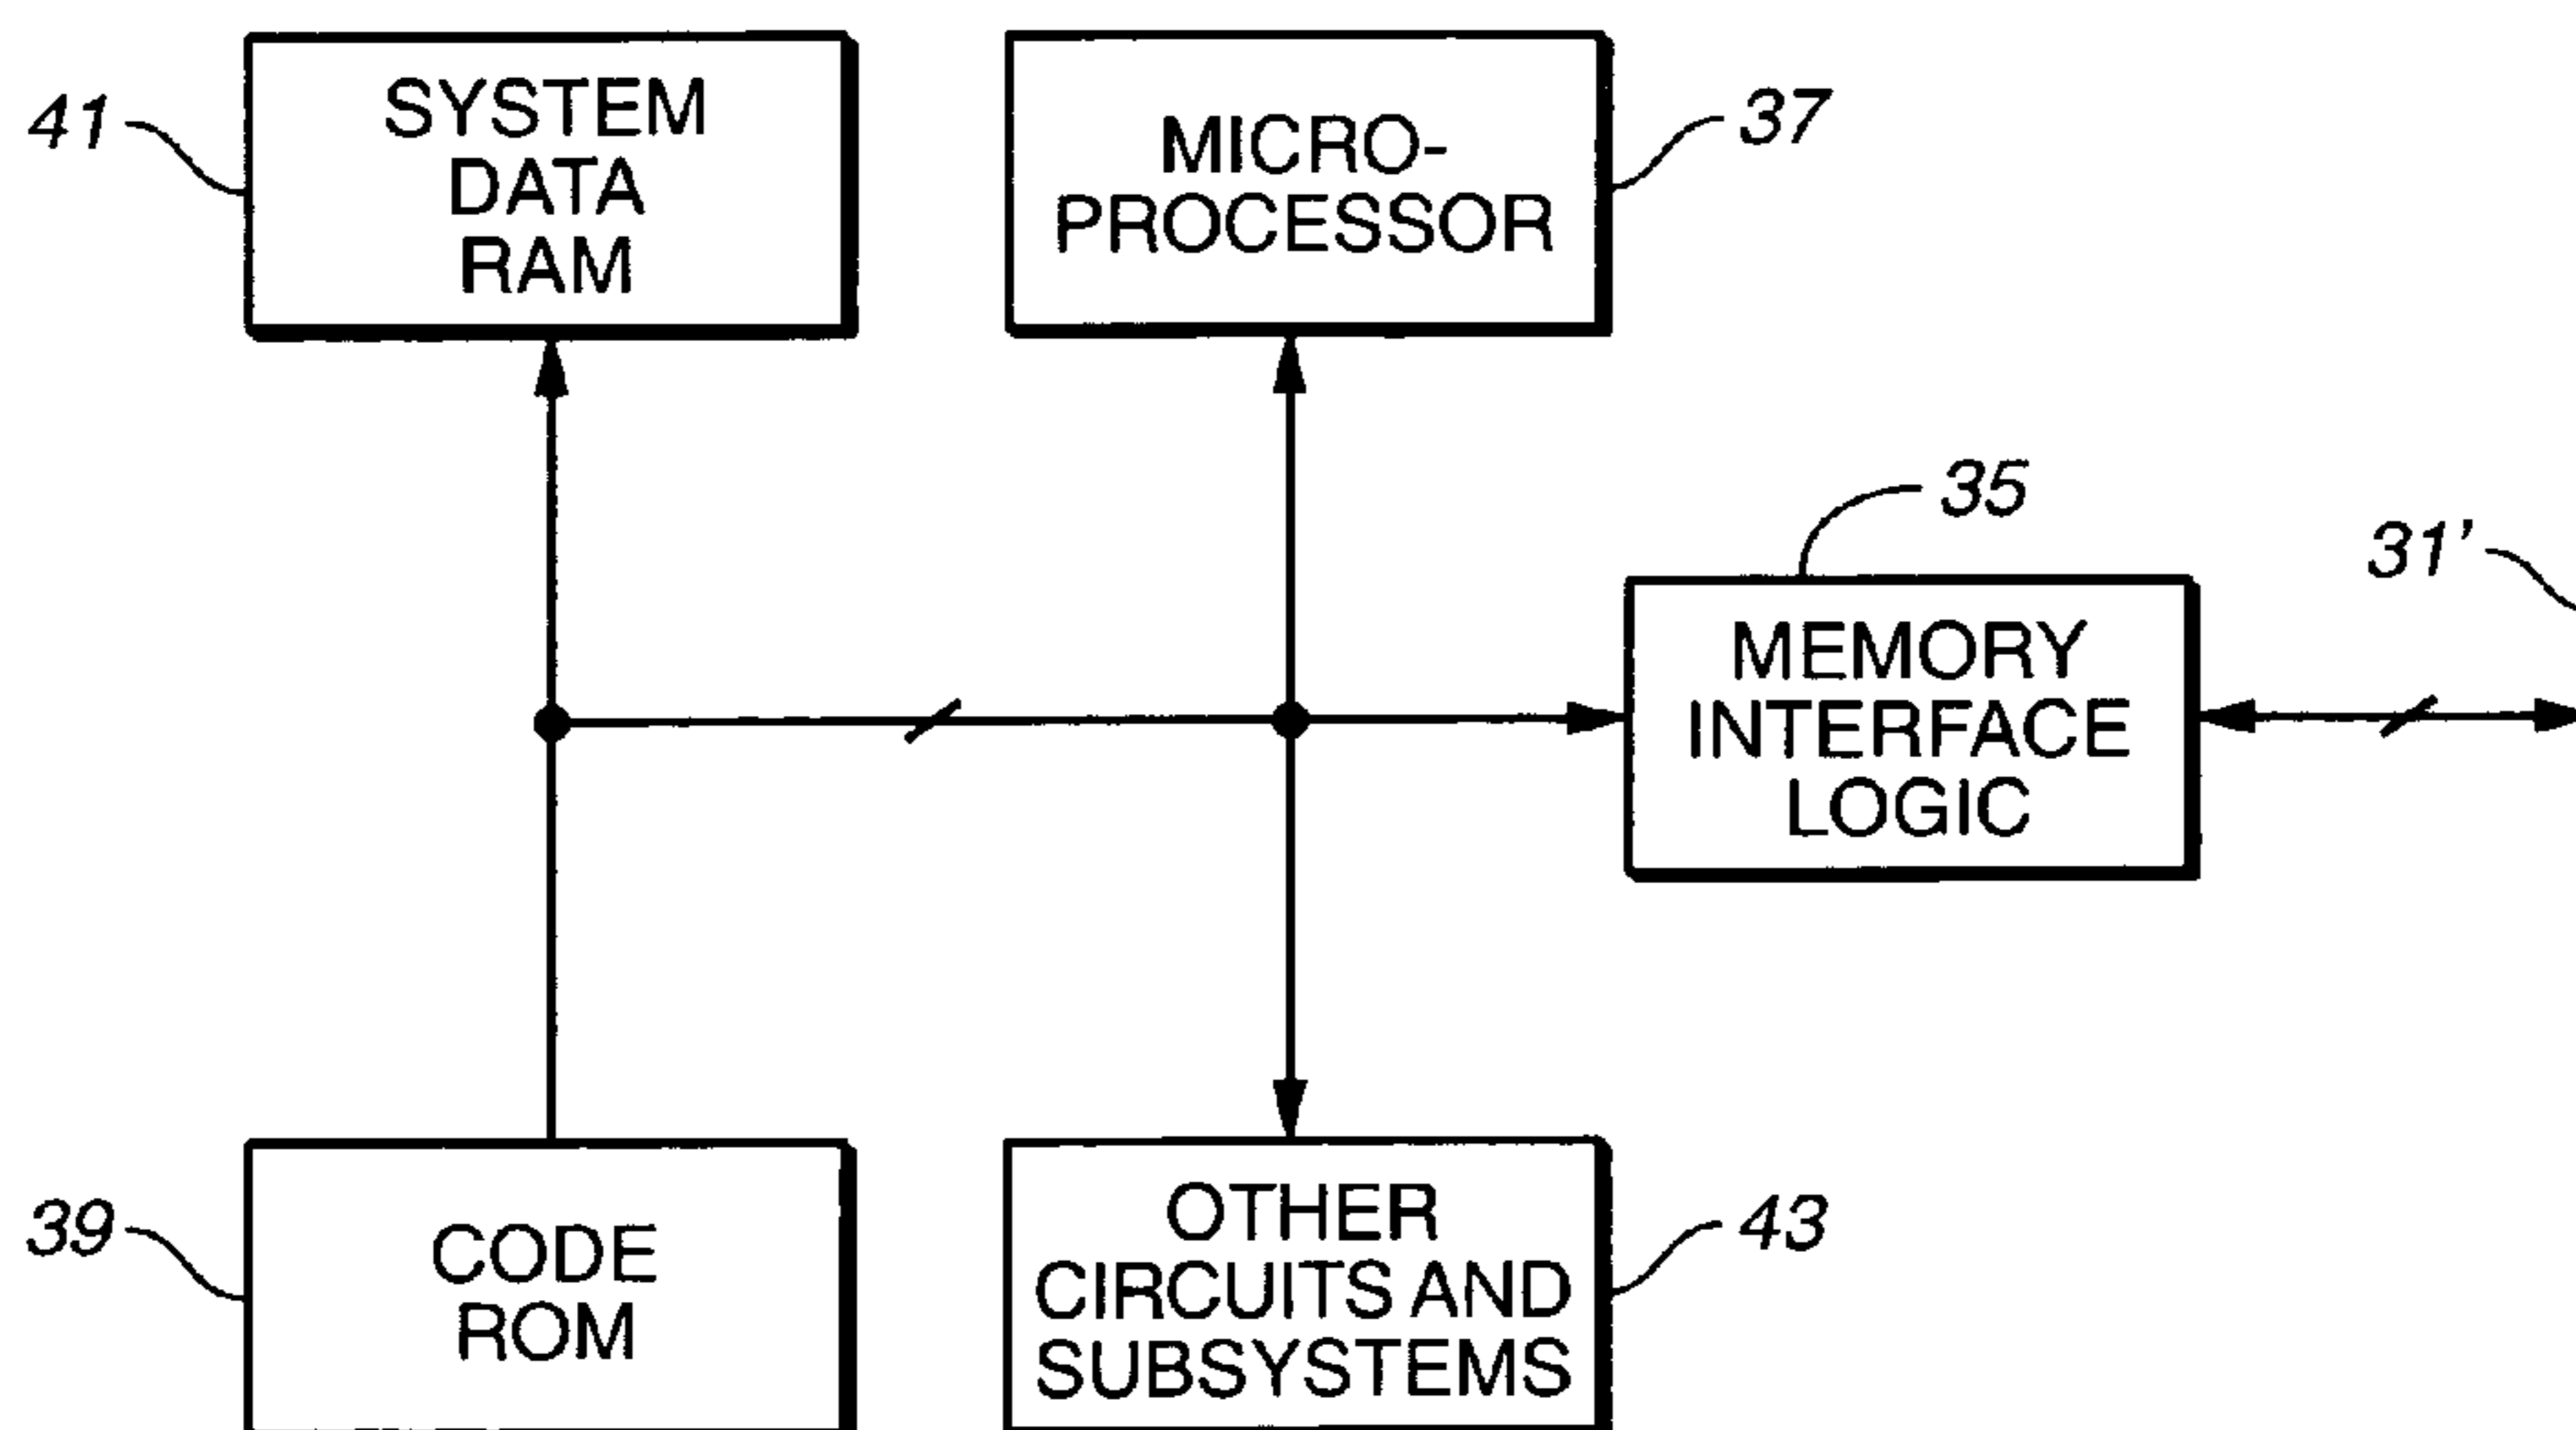 41
SYSTEM
DATA
RAM
MICRO-
PROCESSOR
37
35
31'
MEMORY
INTERFACE
LOGIC
39
CODE
ROM
OTHER
CIRCUITS AND
SUBSYSTEMS
43